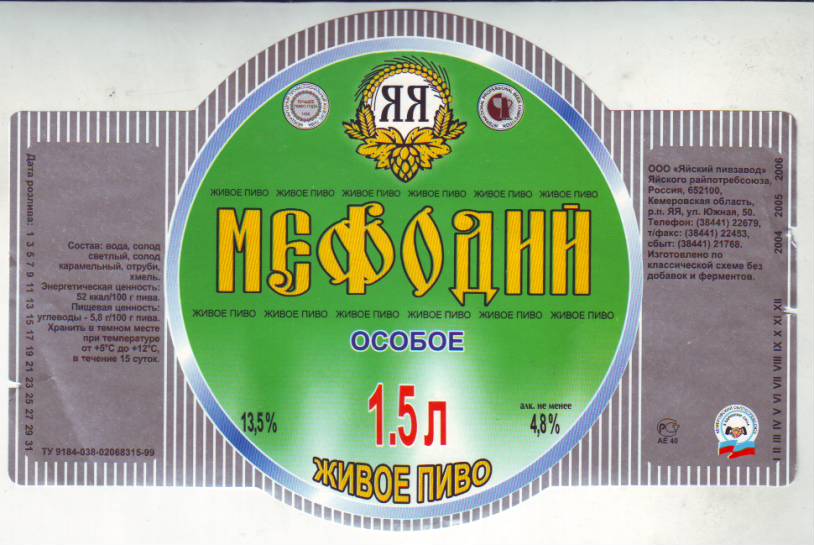 Дата розлива: 1 3 5 7 9 11 13 15 17 19 21 23 25 27 29 31
Состав: вода, солод
светлый, солод
карамельный, отруби,
хмель.
Энергетическая ценность:
52 ккал/100 г пива.
Пищевая ценность:
углеводы - 5,8 г/100 г пива.
Хранить в темном месте
при температуре
от +5°С до +12°С,
в течение 15 суток.
ТУ 9184-038-02068315-99
ЯЯ
ЖИВОЕ ПИВО ЖИВОЕ ПИВО ЖИВОЕ ПИВО ЖИВОЕ ПИВО ЖИВОЕ ПИВО ЖИВОЕ ПИВО
МЕФОДИЙ
ЖИВОЕ ПИВО ЖИВОЕ ПИВО ЖИВОЕ ПИВО ЖИВОЕ ПИВО ЖИВОЕ ПИВО ЖИВОЕ ПИВО
ОСОБОЕ
1.5 л
13,5%
алк. не менее
4,8%
ЖИВОЕ ПИВО
ООО «Яйский пивзавод»
Яйского райпотребсоюза,
Россия, 652100,
Кемеровская область,
р.п. ЯЯ, ул. Южная, 50.
Телефон: (38441) 22679,
т/факс: (38441) 22453,
сбыт: (38441) 21768.
Изготовлено по
классической схеме без
добавок и ферментов.
АЕ 40
I II III IV V VI VII VIII IX X XI XII 2004 2005 2006